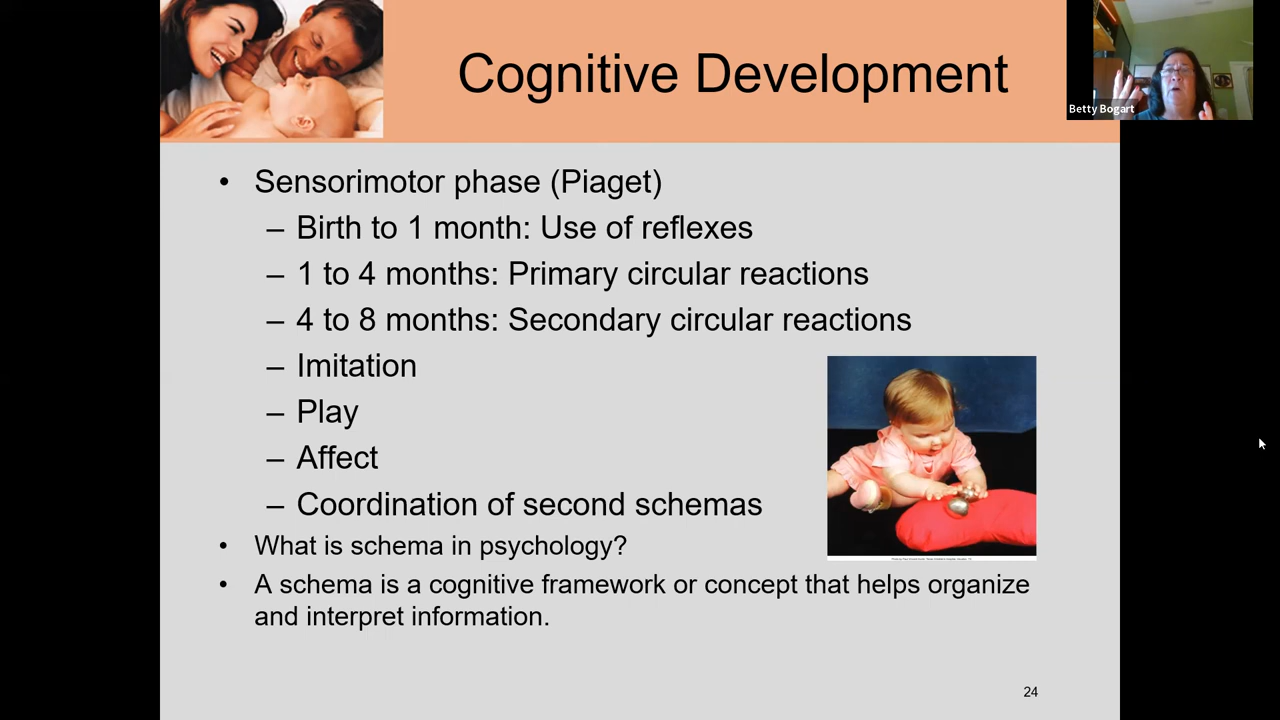 Cognitive Development
Betty Bogart
• Sensorimotor phase (Piaget)
– Birth to 1 month: Use of reflexes
– 1 to 4 months: Primary circular reactions
– 4 to 8 months: Secondary circular reactions
– Imitation
– Play
– Affect
– Coordination of second schemas
• What is schema in psychology?
• A schema is a cognitive framework or concept that helps organize
and interpret information.
24